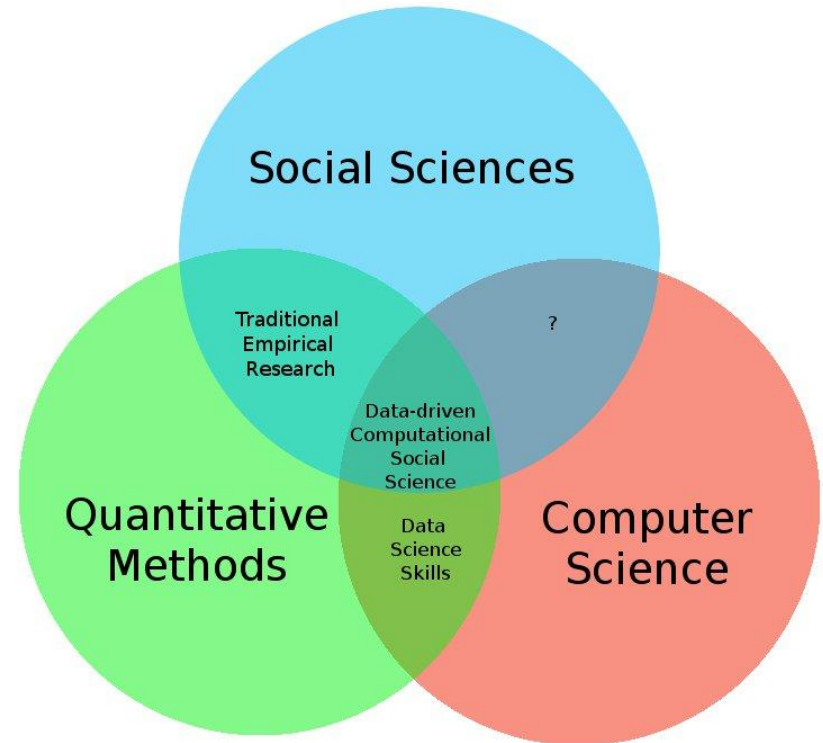 Social Sciences
Traditional
Empirical
Research
?
Data-driven
Computational
Social
Science
Quantitative
Methods
Data
Science
Skills
Computer
Science